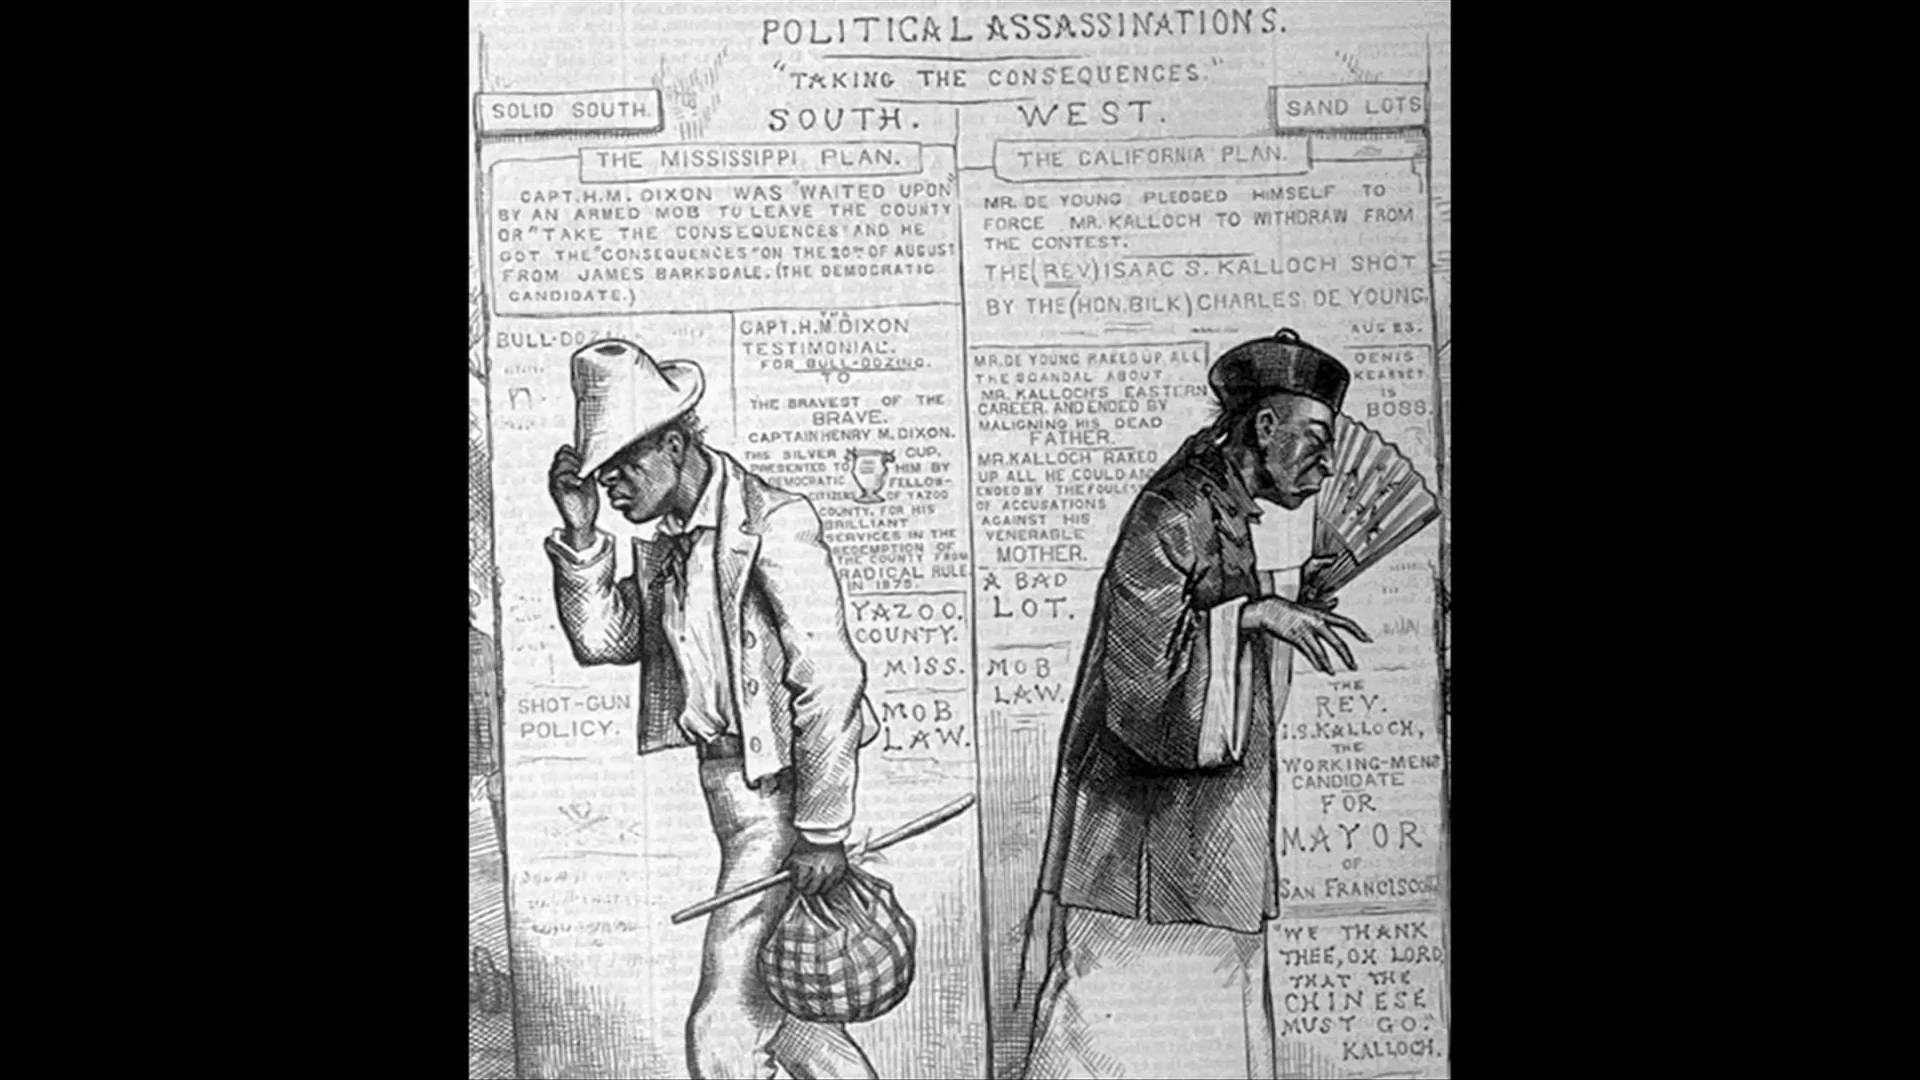 POLITICAL ASSASSINATIONS.
"TAKING THE CONSEQUENCES."
SOLID SOUTH.
SOUTH.
WEST.
SAND LOTS
THE MISSISSIPPI PLAN.
CAPT. H.M. DIXON WAS "WAITED UPON"
BY AN ARMED MOB TO LEAVE THE COUNTY
OR "TAKE THE CONSEQUENCES" AND HE
GOT THE "CONSEQUENCES" ON THE 20TH OF AUGUST
FROM JAMES BARKSDALE. (THE DEMOCRATIC
CANDIDATE.)
BULL-DOZ
SHOT-GUN
POLICY.
THE
CAPT. H.M. DIXON
TESTIMONIAL.
FOR BULL-DOZING.
TO
THE BRAVEST OF THE
BRAVE.
CAPTAIN HENRY M. DIXON.
THIS SILVER CUP,
PRESENTED TO HIM BY
DEMOCRATIC FELLOW-
CITIZENS OF YAZOO
COUNTY, FOR HIS
BRILLIANT
SERVICES IN THE
REDEMPTION OF
THE COUNTY FROM
RADICAL RULE
IN 1875.
YAZOO.
COUNTY.
MISS.
MOB
LAW.
THE CALIFORNIA PLAN.
MR. DE YOUNG PLEDGED HIMSELF TO
FORCE MR. KALLOCH TO WITHDRAW FROM
THE CONTEST.
THE (REV) ISAAC S. KALLOCH SHOT
BY THE (HON. BILK) CHARLES DE YOUNG.
AUG 23.
MR. DE YOUNG RAKED UP ALL
THE SCANDAL ABOUT
MR. KALLOCH'S EASTERN
CAREER, AND ENDED BY
MALIGNING HIS DEAD
FATHER.
MR. KALLOCH RAKED
UP ALL HE COULD AND
ENDED BY THE FOULEST
OF ACCUSATIONS
AGAINST HIS
VENERABLE
MOTHER.
A BAD
LOT.
MOB
LAW.
DENIS
KEARNEY
IS
BOSS.
THE
REV.
I.S. KALLOCH,
THE
WORKING-MENS
CANDIDATE
FOR
MAYOR
OF
SAN FRANCISCO.
"WE THANK
THEE, OH LORD,
THAT THE
CHINESE
MUST GO."
KALLOCH.